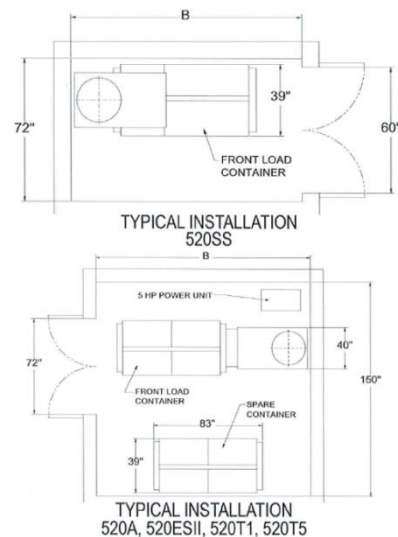 B
72"
39"
60"
FRONT LOAD
CONTAINER
TYPICAL INSTALLATION
520SS
B
5 HP POWER UNIT
40"
72"
150"
FRONT LOAD
CONTAINER
SPARE
CONTAINER
83"
39"
TYPICAL INSTALLATION
520A, 520ESII, 520T1, 520T5